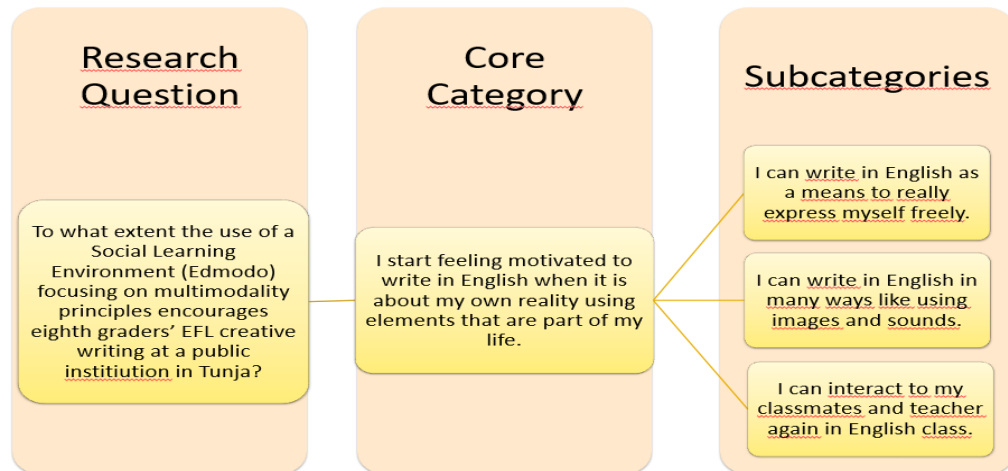 Research
Question
To what extent the use of a
Social Learning
Environment (Edmodo)
focusing on multimodality
principles encourages
eighth graders’ EFL creative
writing at a public
institiution in Tunja?
Core
Category
I start feeling motivated to
write in English when it is
about my own reality using
elements that are part of my
life.
Subcategories
I can write in English as
a means to really
express myself freely.
I can write in English in
many ways like using
images and sounds.
I can interact to my
classmates and teacher
again in English class.